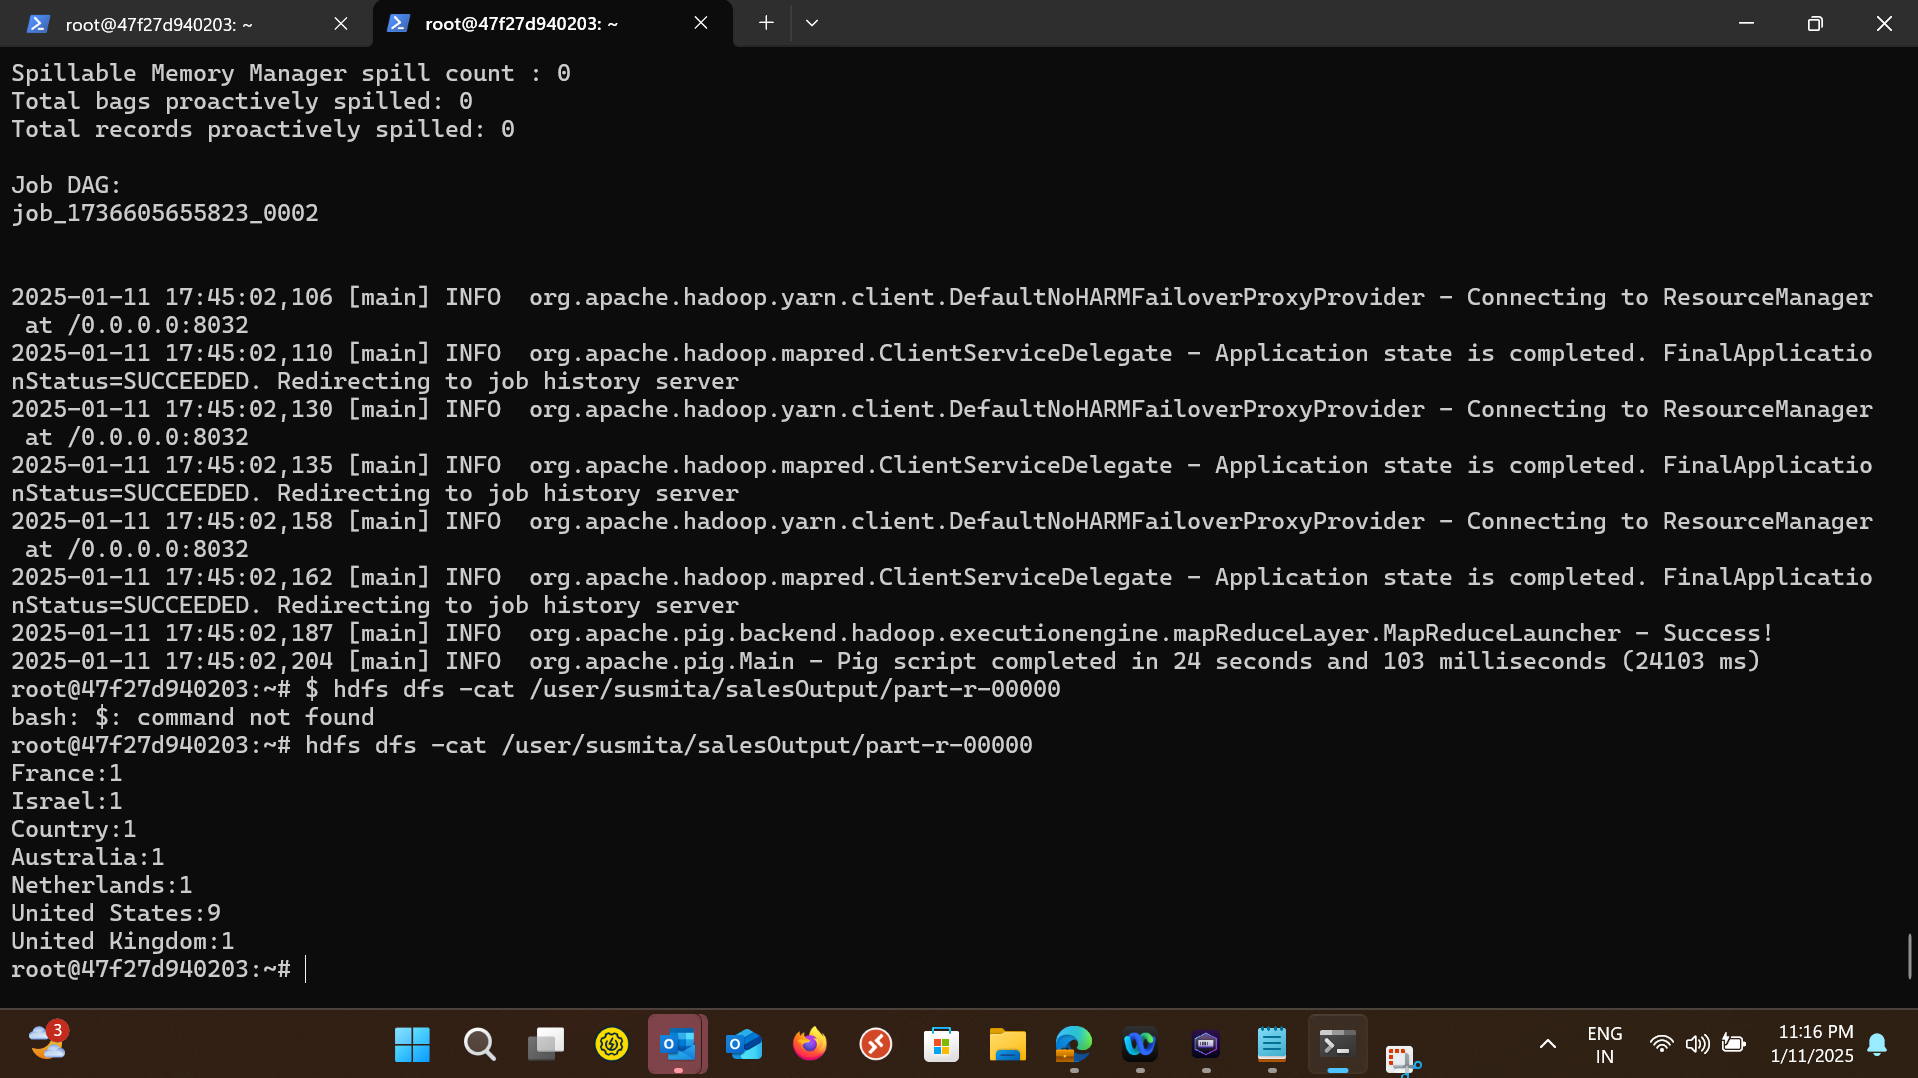 root@47f27d940203: ~
root@47f27d940203: ~
Spillable Memory Manager spill count : 0
Total bags proactively spilled: 0
Total records proactively spilled: 0
Job DAG:
job_1736605655823_0002
2025-01-11 17:45:02,106 [main] INFO  org.apache.hadoop.yarn.client.DefaultNoHARMFailoverProxyProvider - Connecting to ResourceManager
 at /0.0.0.0:8032
2025-01-11 17:45:02,110 [main] INFO  org.apache.hadoop.mapred.ClientServiceDelegate - Application state is completed. FinalApplicatio
nStatus=SUCCEEDED. Redirecting to job history server
2025-01-11 17:45:02,130 [main] INFO  org.apache.hadoop.yarn.client.DefaultNoHARMFailoverProxyProvider - Connecting to ResourceManager
 at /0.0.0.0:8032
2025-01-11 17:45:02,135 [main] INFO  org.apache.hadoop.mapred.ClientServiceDelegate - Application state is completed. FinalApplicatio
nStatus=SUCCEEDED. Redirecting to job history server
2025-01-11 17:45:02,158 [main] INFO  org.apache.hadoop.yarn.client.DefaultNoHARMFailoverProxyProvider - Connecting to ResourceManager
 at /0.0.0.0:8032
2025-01-11 17:45:02,162 [main] INFO  org.apache.hadoop.mapred.ClientServiceDelegate - Application state is completed. FinalApplicatio
nStatus=SUCCEEDED. Redirecting to job history server
2025-01-11 17:45:02,187 [main] INFO  org.apache.pig.backend.hadoop.executionengine.mapReduceLayer.MapReduceLauncher - Success!
2025-01-11 17:45:02,204 [main] INFO  org.apache.pig.Main - Pig script completed in 24 seconds and 103 milliseconds (24103 ms)
root@47f27d940203:~# $ hdfs dfs -cat /user/susmita/salesOutput/part-r-00000
bash: $: command not found
root@47f27d940203:~# hdfs dfs -cat /user/susmita/salesOutput/part-r-00000
France:1
Israel:1
Country:1
Australia:1
Netherlands:1
United States:9
United Kingdom:1
root@47f27d940203:~#
3
ENG
IN
11:16 PM
1/11/2025